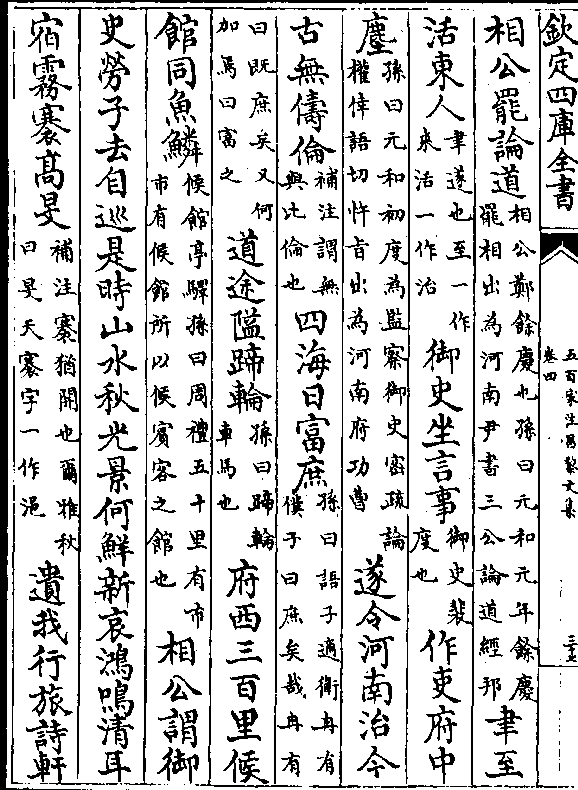 欽定四庫全書
五百家注昌黎文集
卷四
相公罷論道相公鄭餘慶也孫曰元和元年餘慶罷相出為河南尹書三公論道經邦聿至
活東人聿遂也至一作來活一作治御史坐言事御史裴度也作吏府中
塵孫曰元和初度為監察御史宻疏論權倖語切忤㫖出為河南府功曹遂令河南治今
古無儔倫補注謂無與比倫也四海日富庶孫曰語子適衛冉有僕子曰庶矣哉冉有
曰既庶矣又何加焉曰富之道途隘蹄輪孫曰蹄輪車馬也府西三百里候
館同魚鱗候館亭驛孫曰周禮五十里有市市有候館所以候賓客之館也相公謂御
史勞子去自巡是時山水秋光景何鮮新哀鴻鳴清耳
宿霧褰髙旻補注褰猶開也爾雅秋曰旻天褰字一作浥遺我行旅詩軒